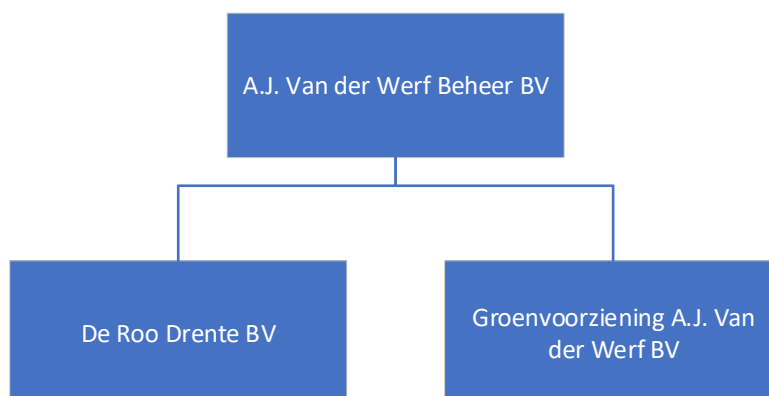 A.J. Van der Werf Beheer BV
De Roo Drente BV
Groenvoorziening A.J. Van
der Werf BV